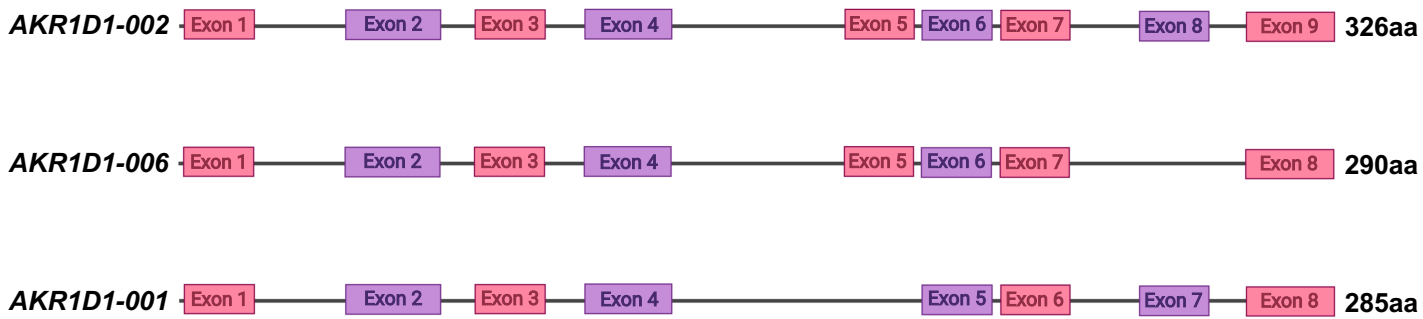 AKR1D1-002 Exon 1 Exon 2 Exon 3 Exon 4 Exon 5 Exon 6 Exon 7 Exon 8 Exon 9 326aa
AKR1D1-006 Exon 1 Exon 2 Exon 3 Exon 4 Exon 5 Exon 6 Exon 7 Exon 8 290aa
AKR1D1-001 Exon 1 Exon 2 Exon 3 Exon 4 Exon 5 Exon 6 Exon 7 Exon 8 285aa